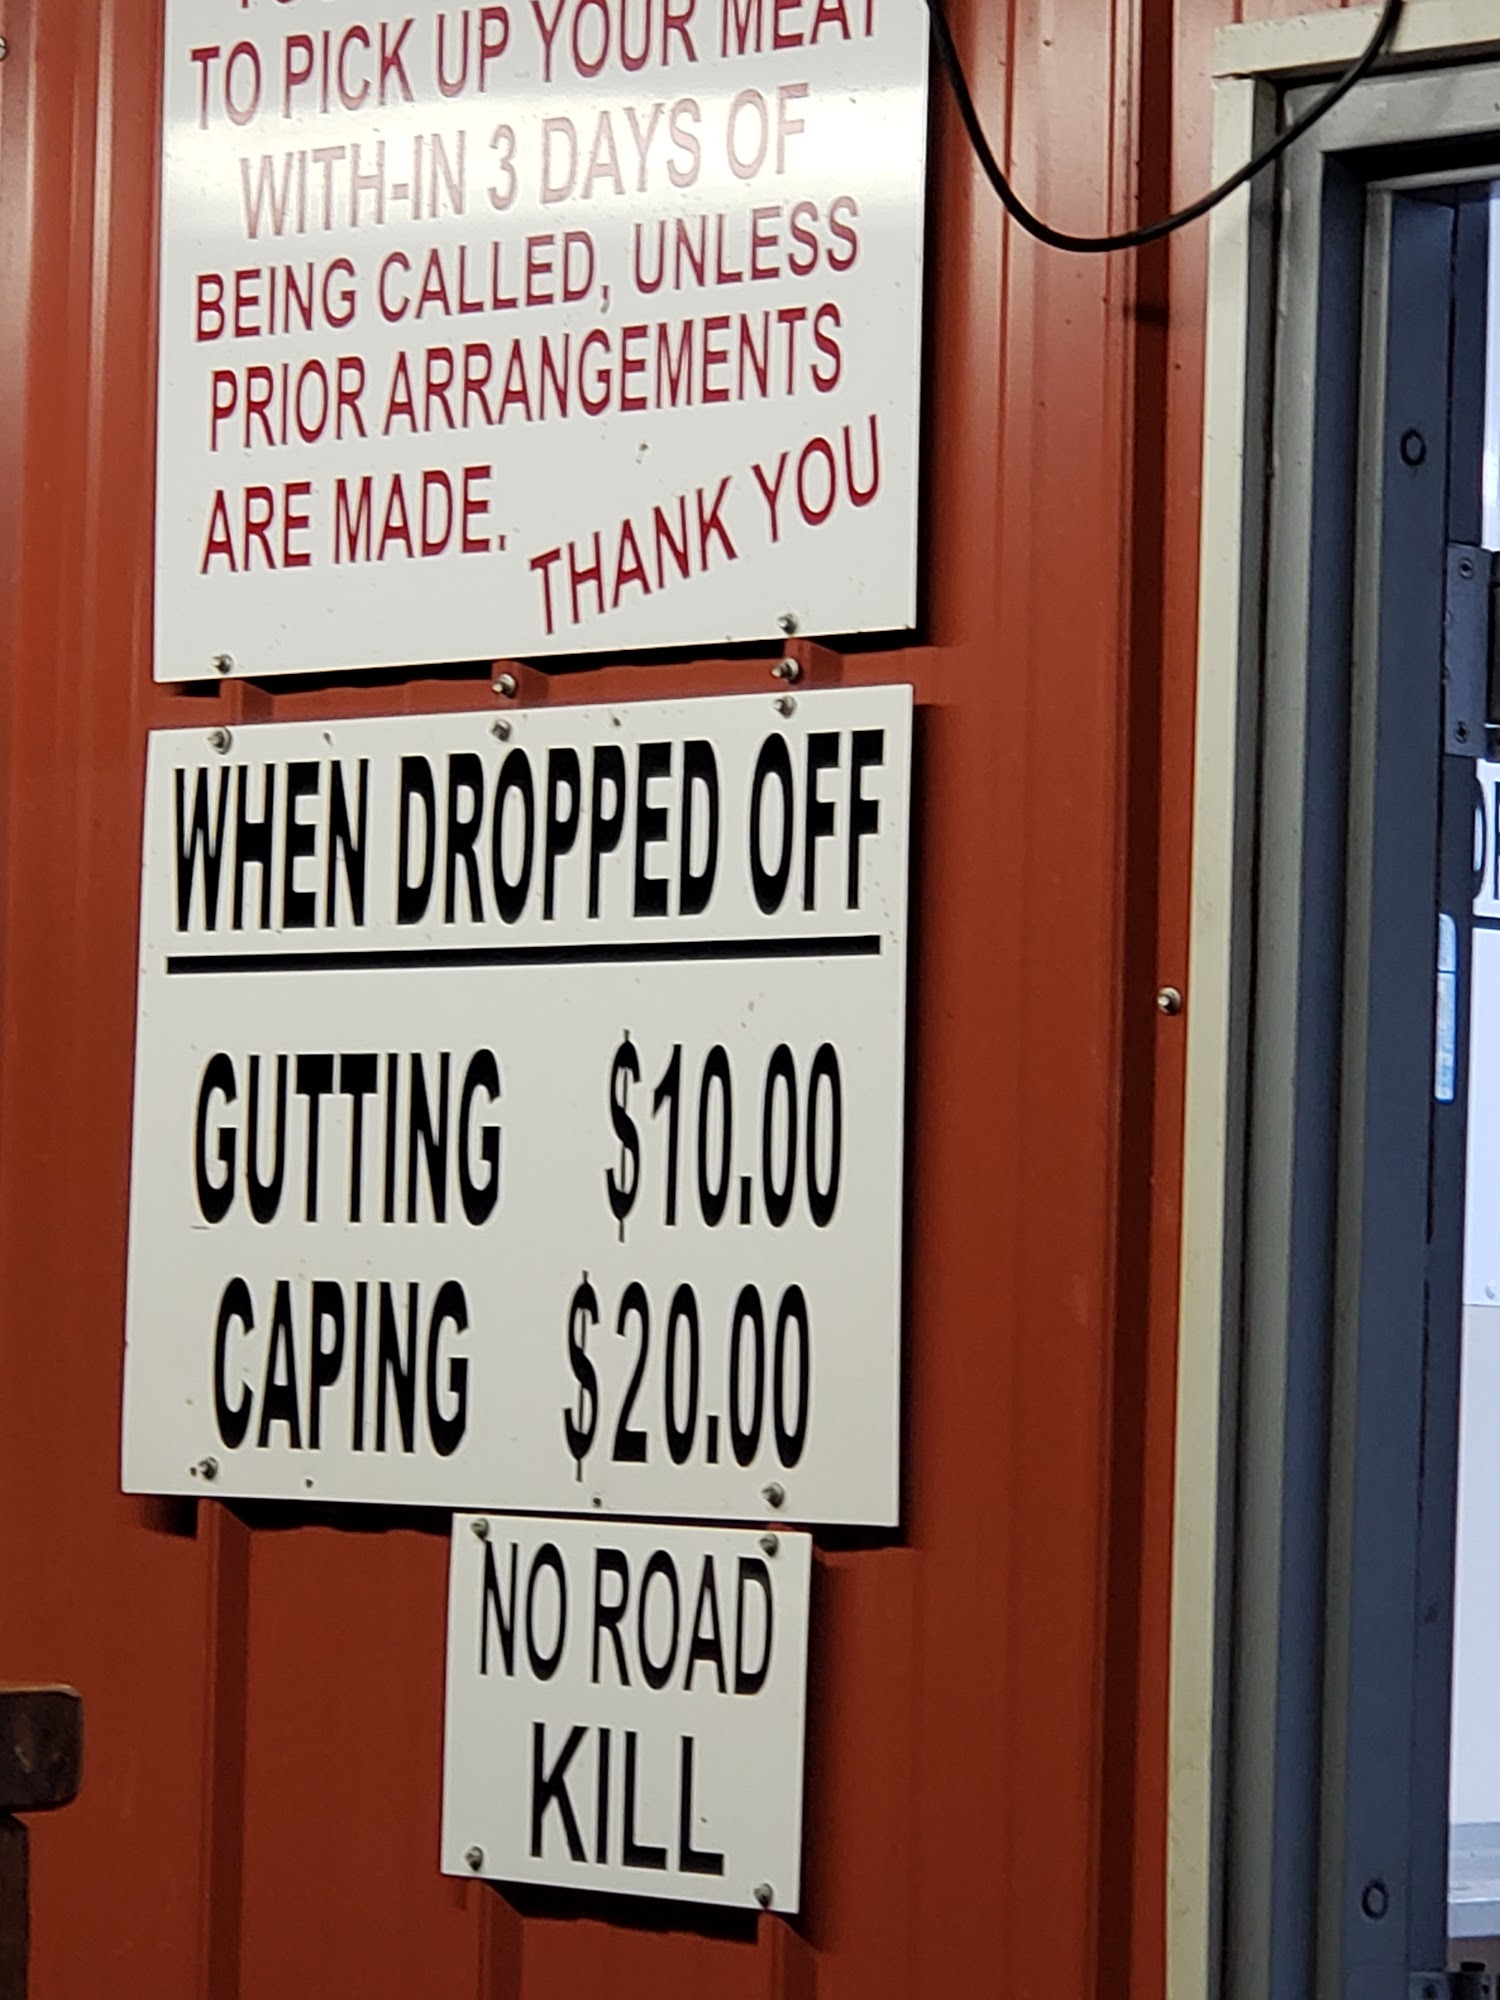 TO PICK UP YOUR MEAT
WITH-IN 3 DAYS OF
BEING CALLED, UNLESS
PRIOR ARRANGEMENTS
ARE MADE.
THANK YOU
WHEN DROPPED OFF
GUTTING $10.00
CAPING $20.00
NO ROAD
KILL